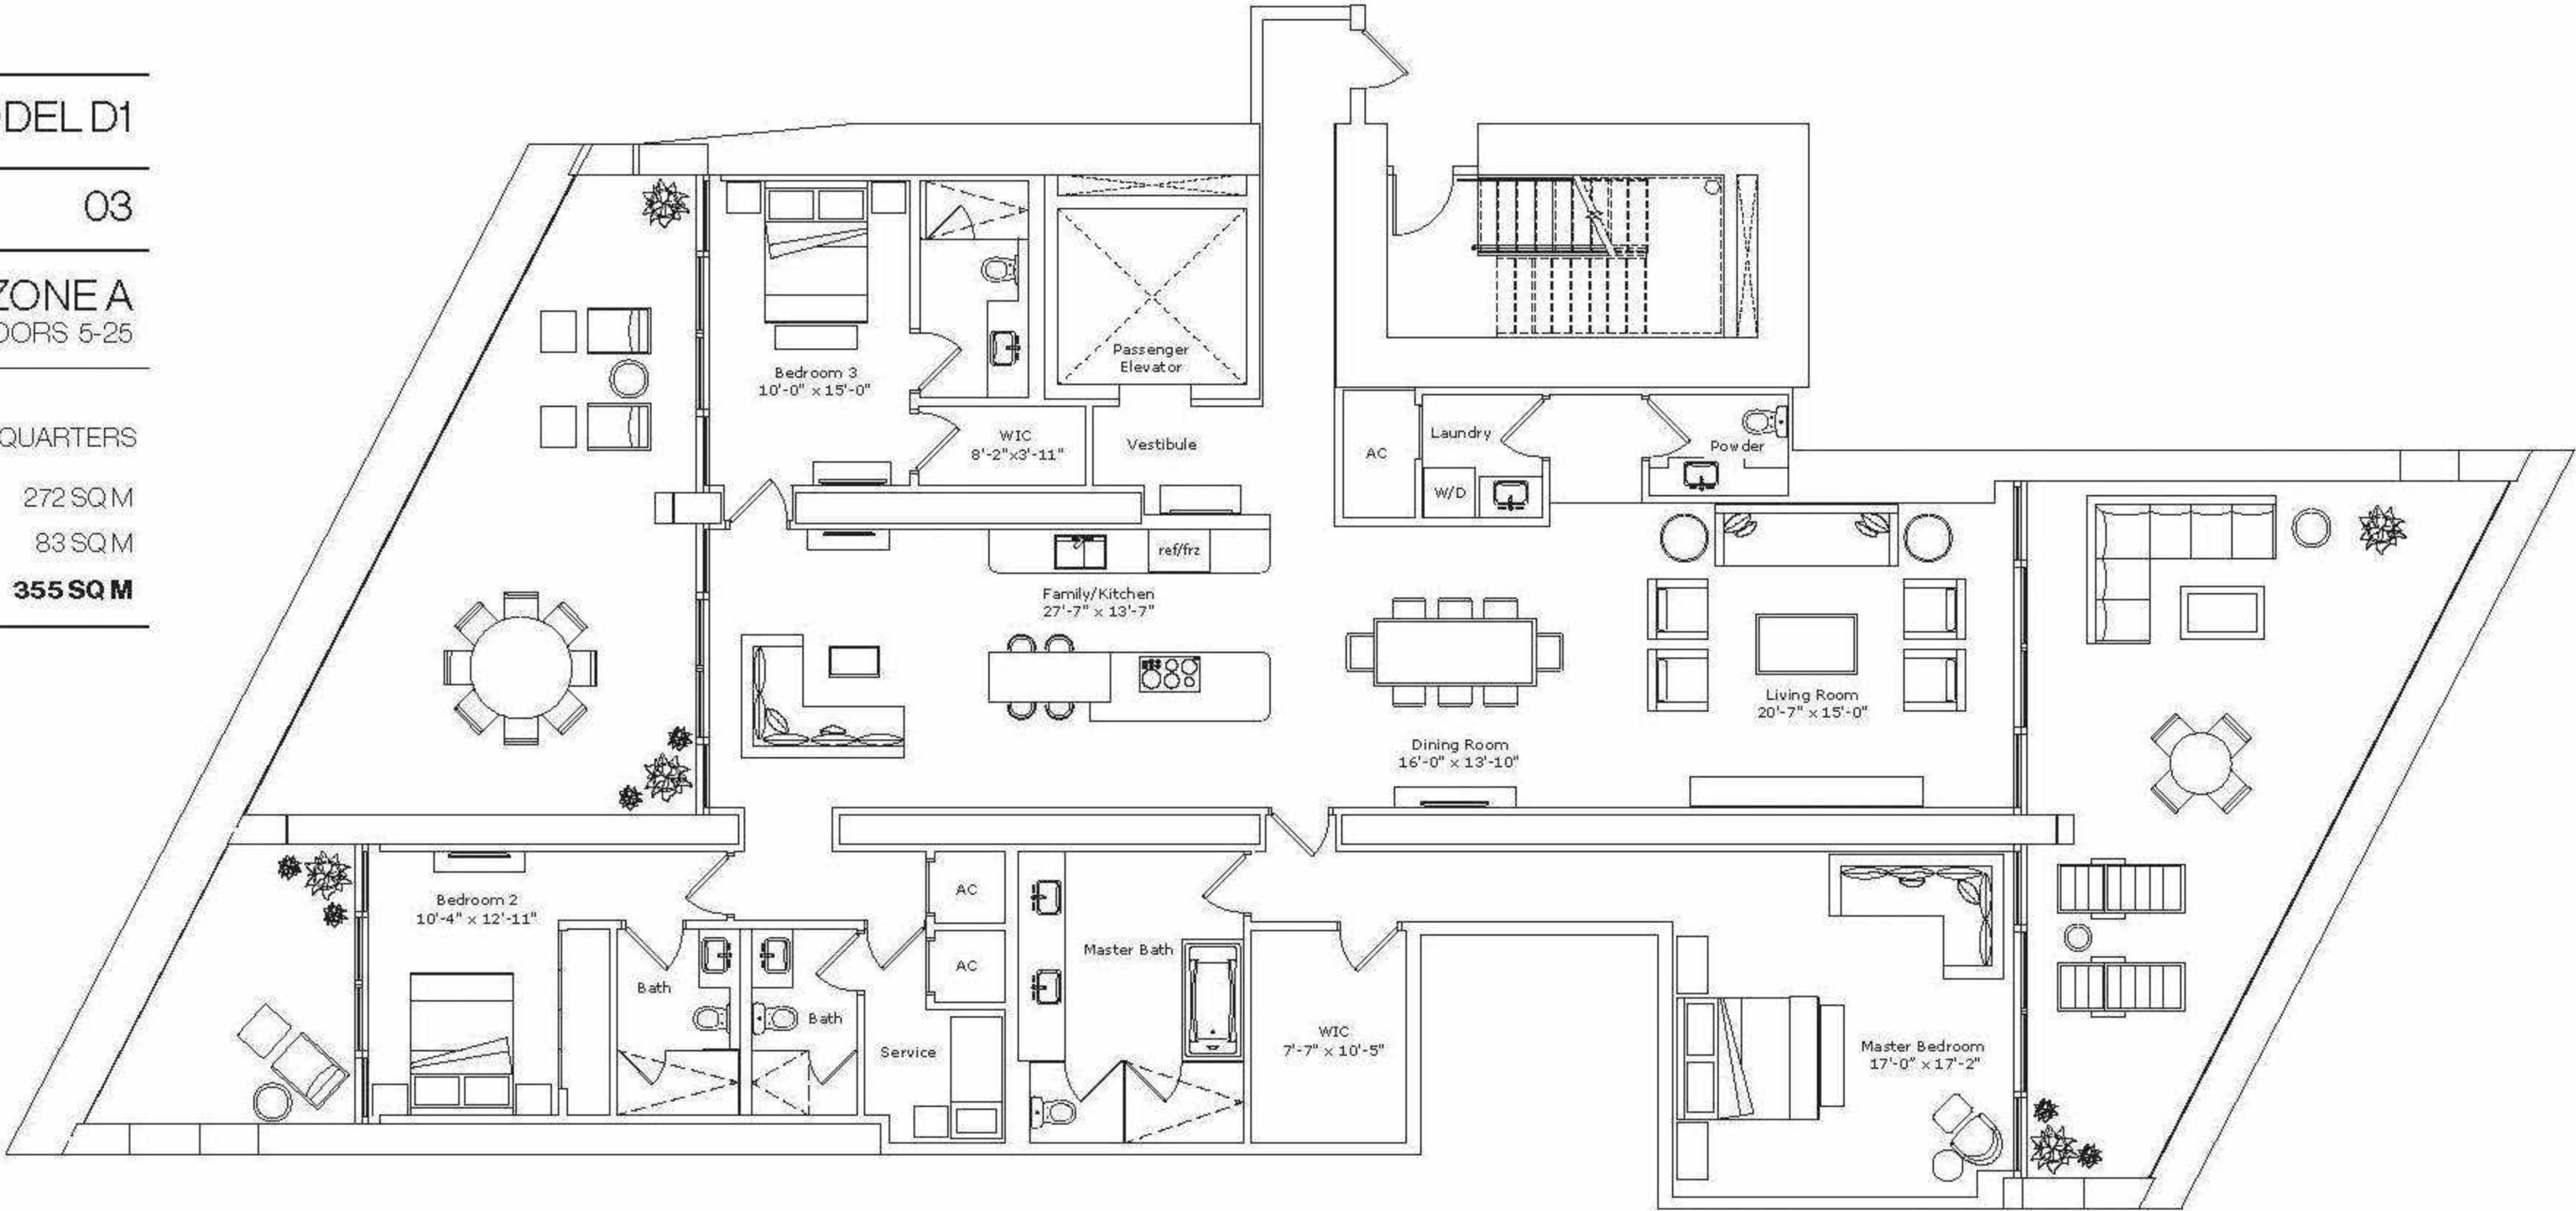 DEL D1
03
ZONE A
OORS 5-25
QUARTERS
272 SQ M
83 SQ M
355 SQ M
Passenger
Elevator
Bedroom 3
10'-0" x 15'-0"
WIC
8'-2"x3'-11"
Vestibule
AC
Laundry
W/D
Powder
ref/frz
Family/Kitchen
27'-7" x 13'-7"
Living Room
20'-7" x 15'-0"
Dining Room
16'-0" x 13'-10"
Bedroom 2
10'-4" x 12'-11"
AC
AC
Bath
Bath
Service
Master Bath
WIC
7'-7" x 10'-5"
Master Bedroom
17'-0" x 17'-2"